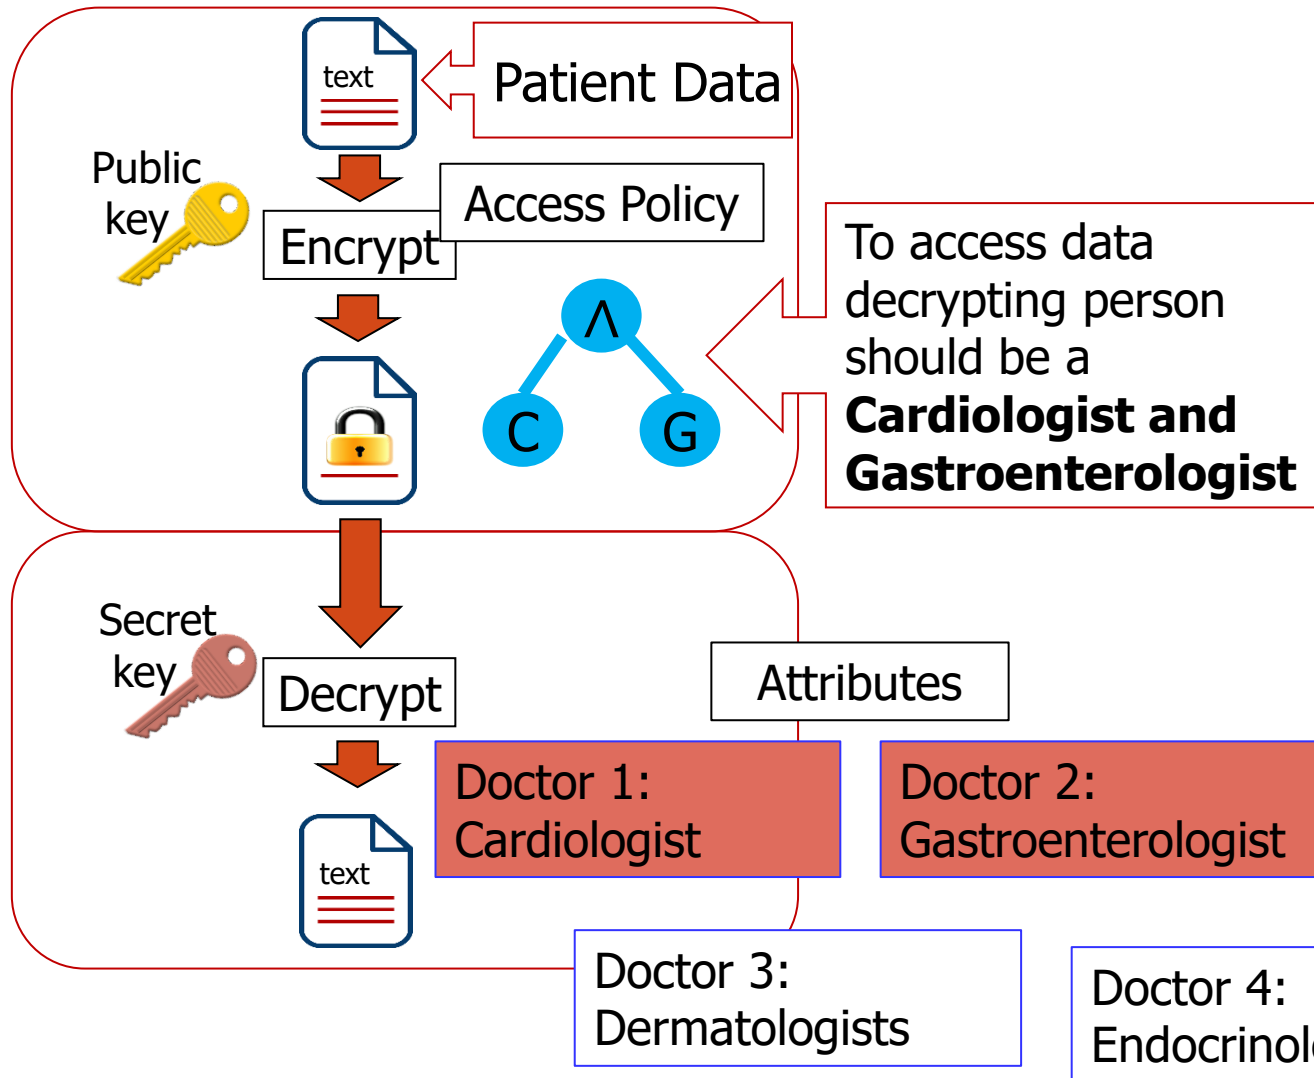 text
Patient Data
Public
key
Access Policy
Encrypt
Λ
C
G
To access data
decrypting person
should be a
Cardiologist and
Gastroenterologist
Secret
key
Decrypt
Attributes
Doctor 1:
Cardiologist
Doctor 2:
Gastroenterologist
text
Doctor 3:
Dermatologists
Doctor 4: